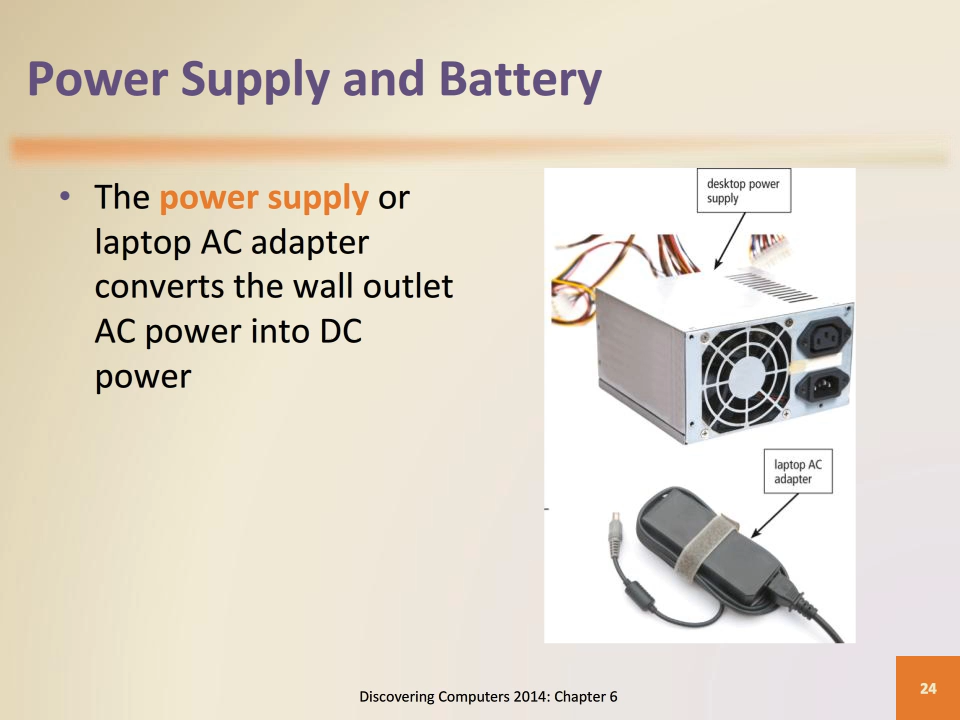 Power Supply and Battery
• The power supply or
laptop AC adapter
converts the wall outlet
AC power into DC
power
desktop power
supply
laptop AC
adapter
Discovering Computers 2014: Chapter 6
24